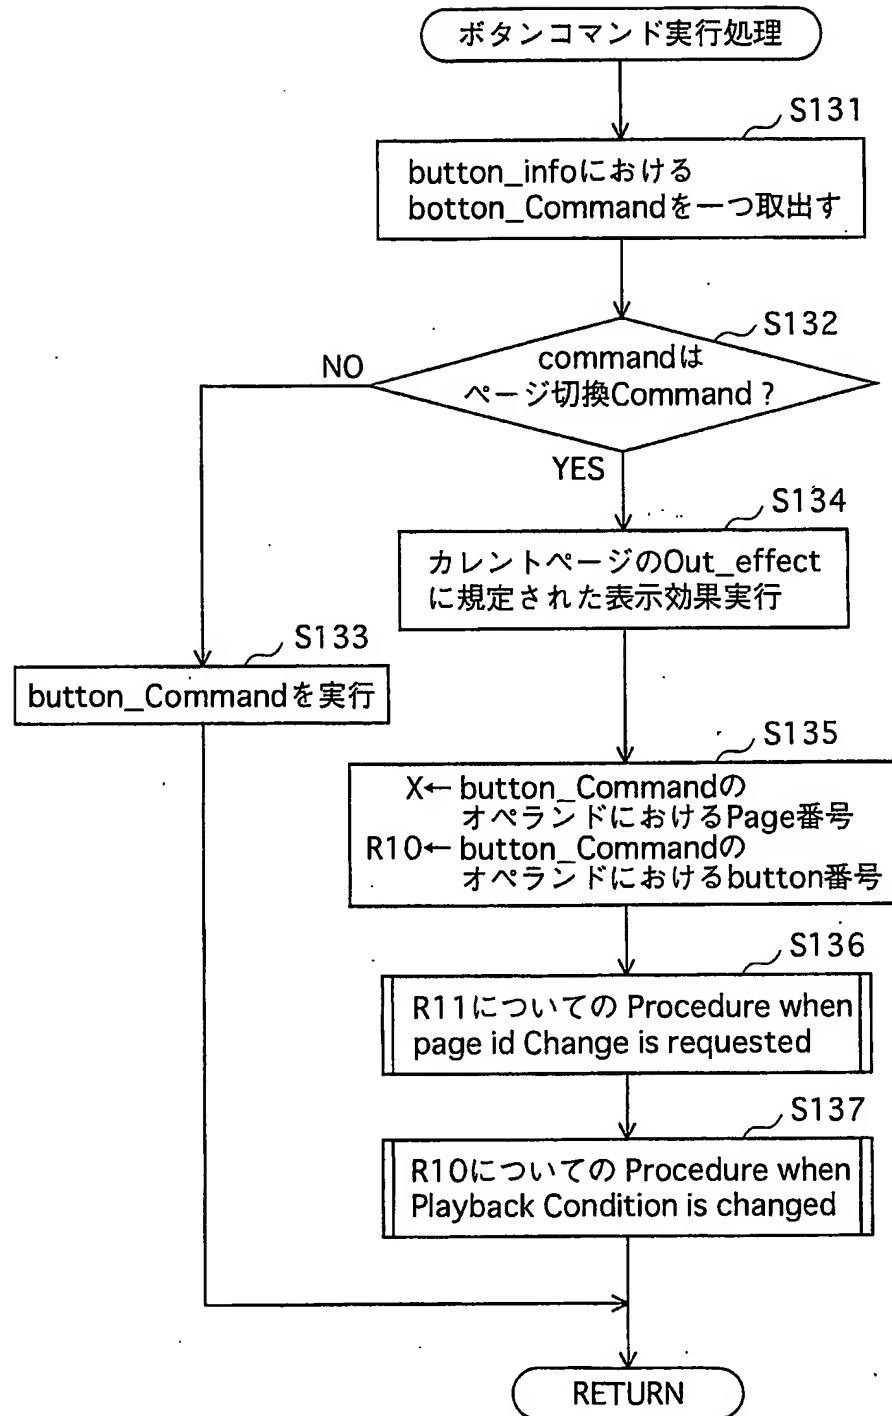 ボタンコマンド実行処理
S131
button_infoにおける
botton_Commandを一つ取出す
S132
commandは
ページ切換Command？
NO
YES
S134
カレントページのOut_effect
に規定された表示効果実行
S133
button_Commandを実行
S135
X← button_Commandの
オペランドにおけるPage番号
R10← button_Commandの
オペランドにおけるbutton番号
S136
R11についての Procedure when
page id Change is requested
S137
R10についての Procedure when
Playback Condition is changed
RETURN